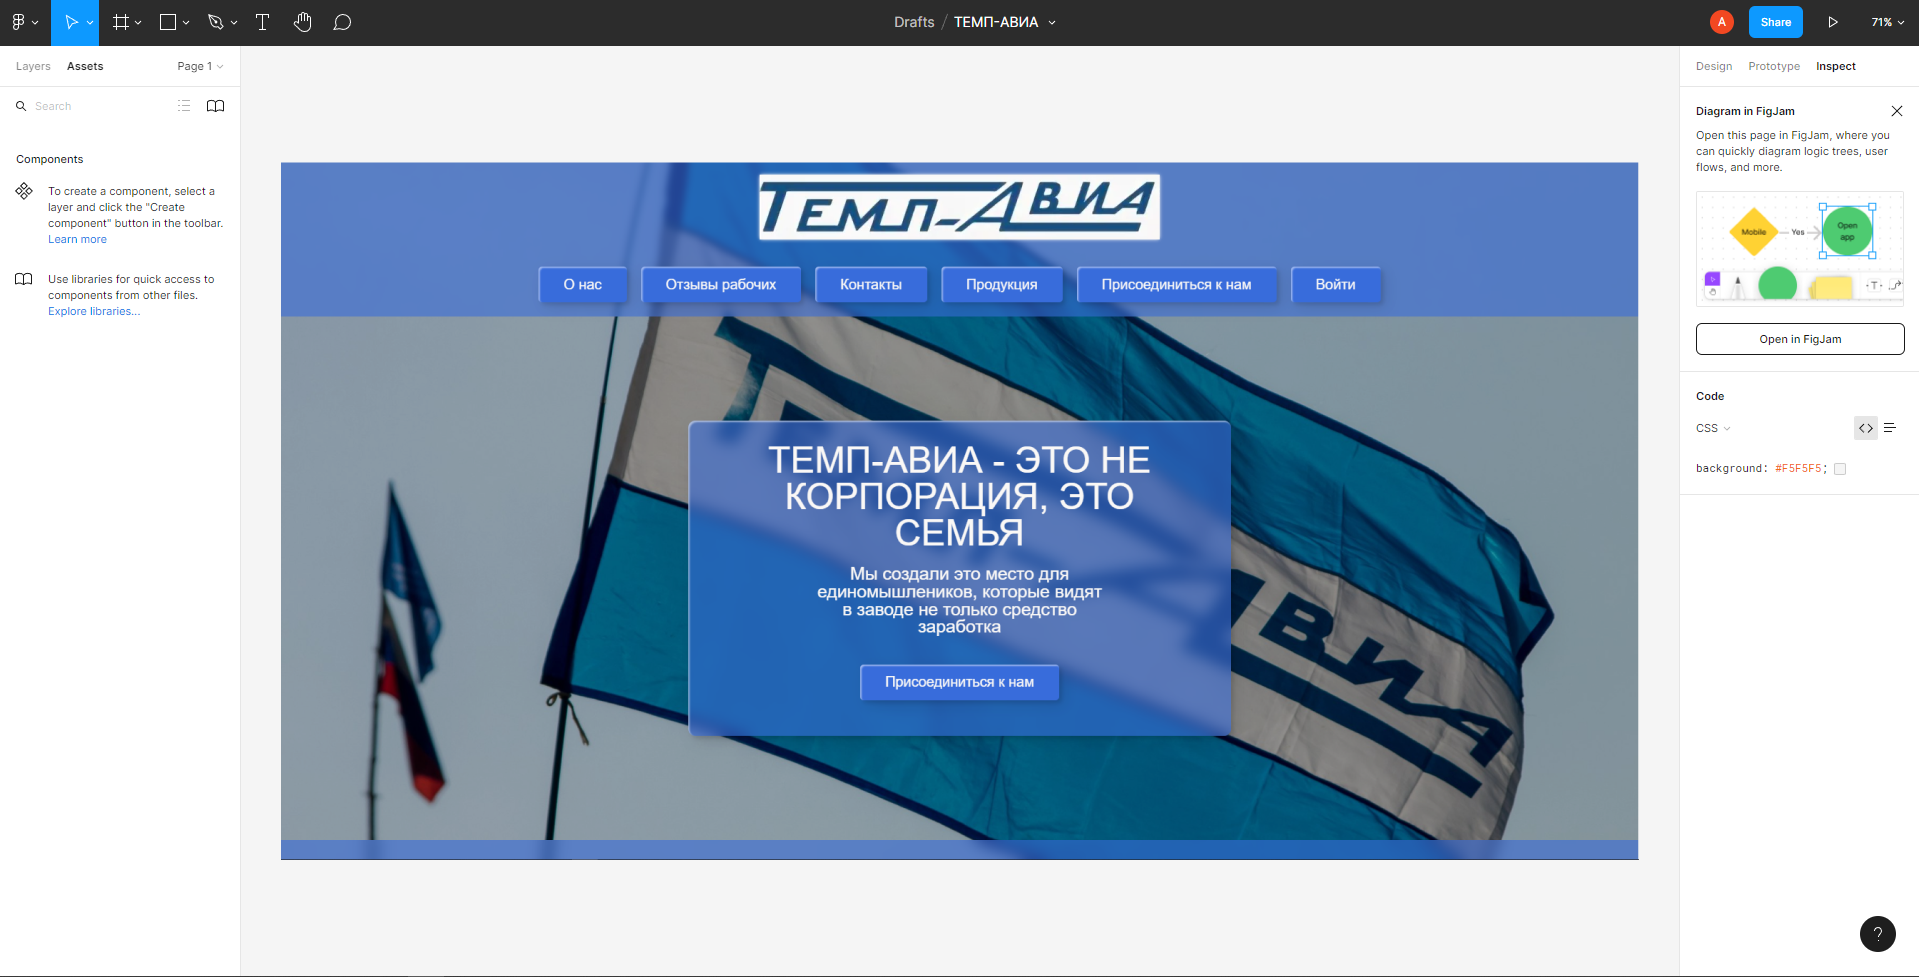 Drafts / ТЕМП-АВИА
A
Share
71%
Layers Assets Page 1
Search
Components
To create a component, select a
layer and click the "Create
component" button in the toolbar.
Learn more
Use libraries for quick access to
components from other files.
Explore libraries...
ТЕМП-АВИА
О нас
Отзывы рабочих
Контакты
Продукция
Присоединиться к нам
Войти
ТЕМП-АВИА - ЭТО НЕ
КОРПОРАЦИЯ, ЭТО
СЕМЬЯ
Мы создали это место для
единомышлеников, которые видят
в заводе не только средство
заработка
Присоединиться к нам
АВИА
Design Prototype Inspect
Diagram in FigJam
Open this page in FigJam, where you
can quickly diagram logic trees, user
flows, and more.
Mobile
Yes
Open
app
T
Open in FigJam
Code
CSS
background: #F5F5F5;
?